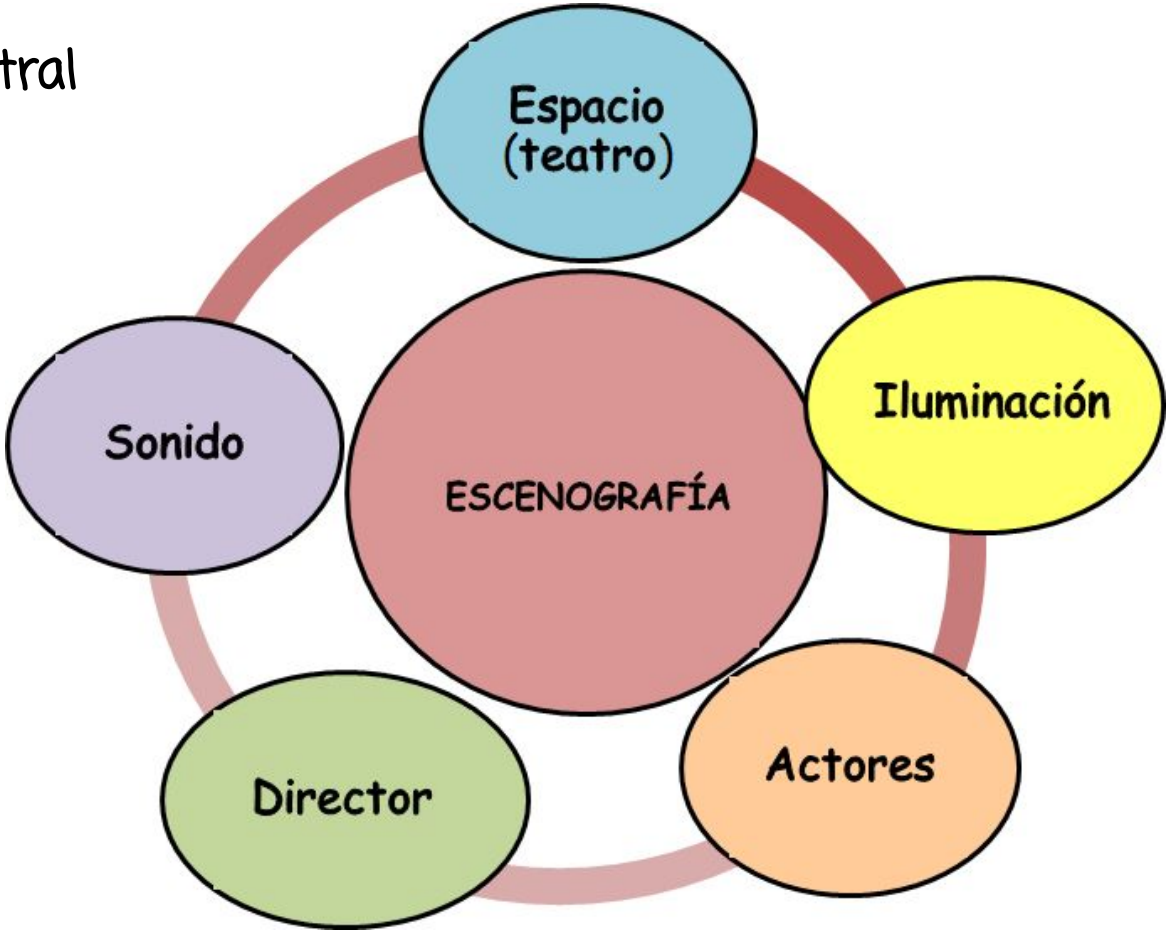 tral
Espacio
(teatro)
Iluminación
Sonido
ESCENOGRAFÍA
Actores
Director